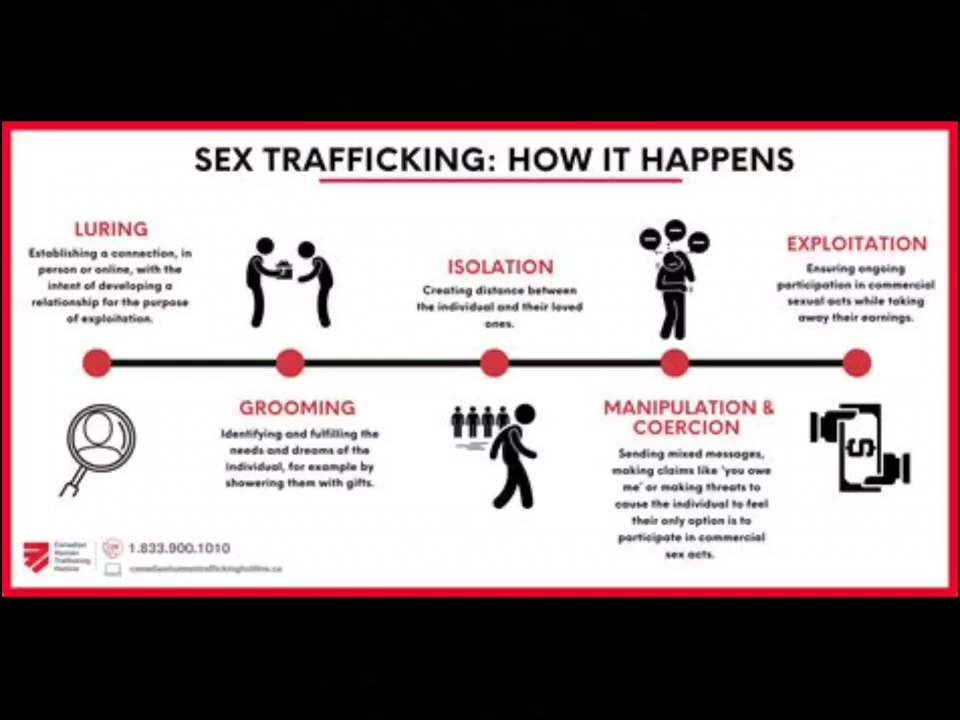 SEX TRAFFICKING: HOW IT HAPPENS
LURING
Establishing a connection, in
person or online, with the
intent of developing a
relationship for the purpose
of exploitation.
GROOMING
Identifying and fulfilling the
needs and dreams of the
individual, for example by
showering them with gifts.
ISOLATION
Creating distance between
the individual and their loved
ones.
MANIPULATION &
COERCION
Sending mixed messages,
making claims like 'you owe
me' or making threats to
cause the individual to feel
their only option is to
participate in commercial
sex acts.
EXPLOITATION
Ensuring ongoing
participation in commercial
sexual acts while taking
away their earnings.
$
Canadian
Human
Trafficking
Hotline
1.833.900.1010
canadianhumantraffickinghotline.ca